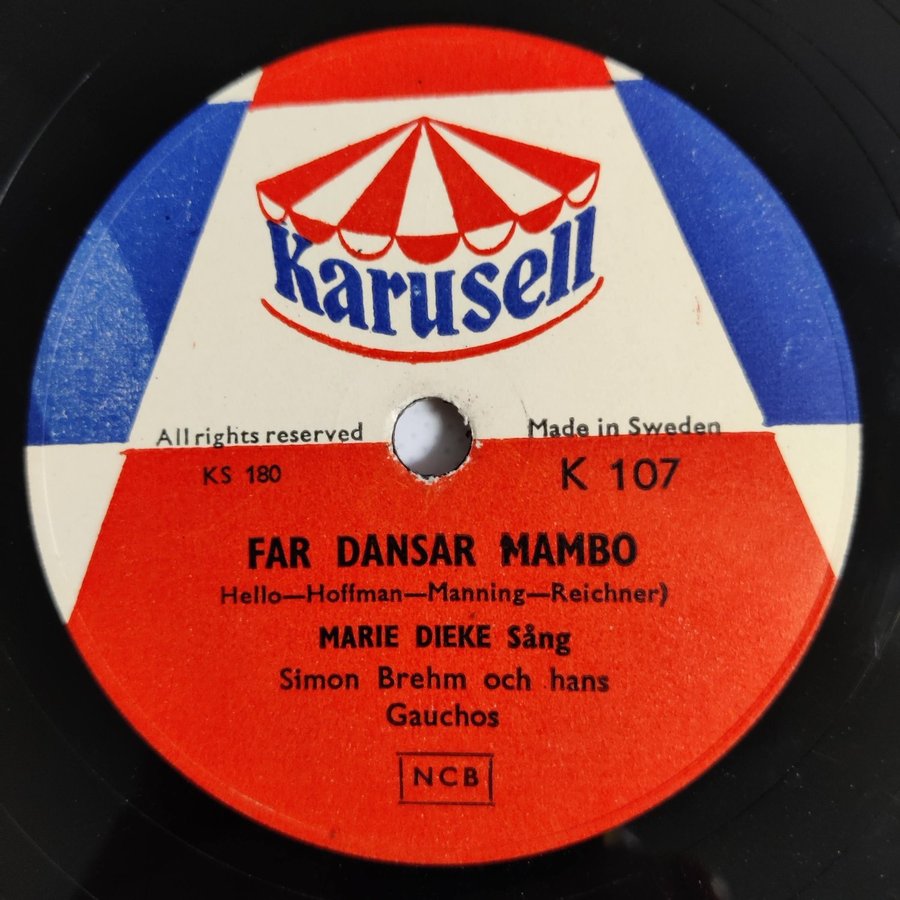 Karusell
All rights reserved
Made in Sweden
KS 180
K 107
FAR DANSAR MAMBO
Hello—Hoffman—Manning—Reichner)
MARIE DIEKE Sång
Simon Brehm och hans
Gauchos
NCB